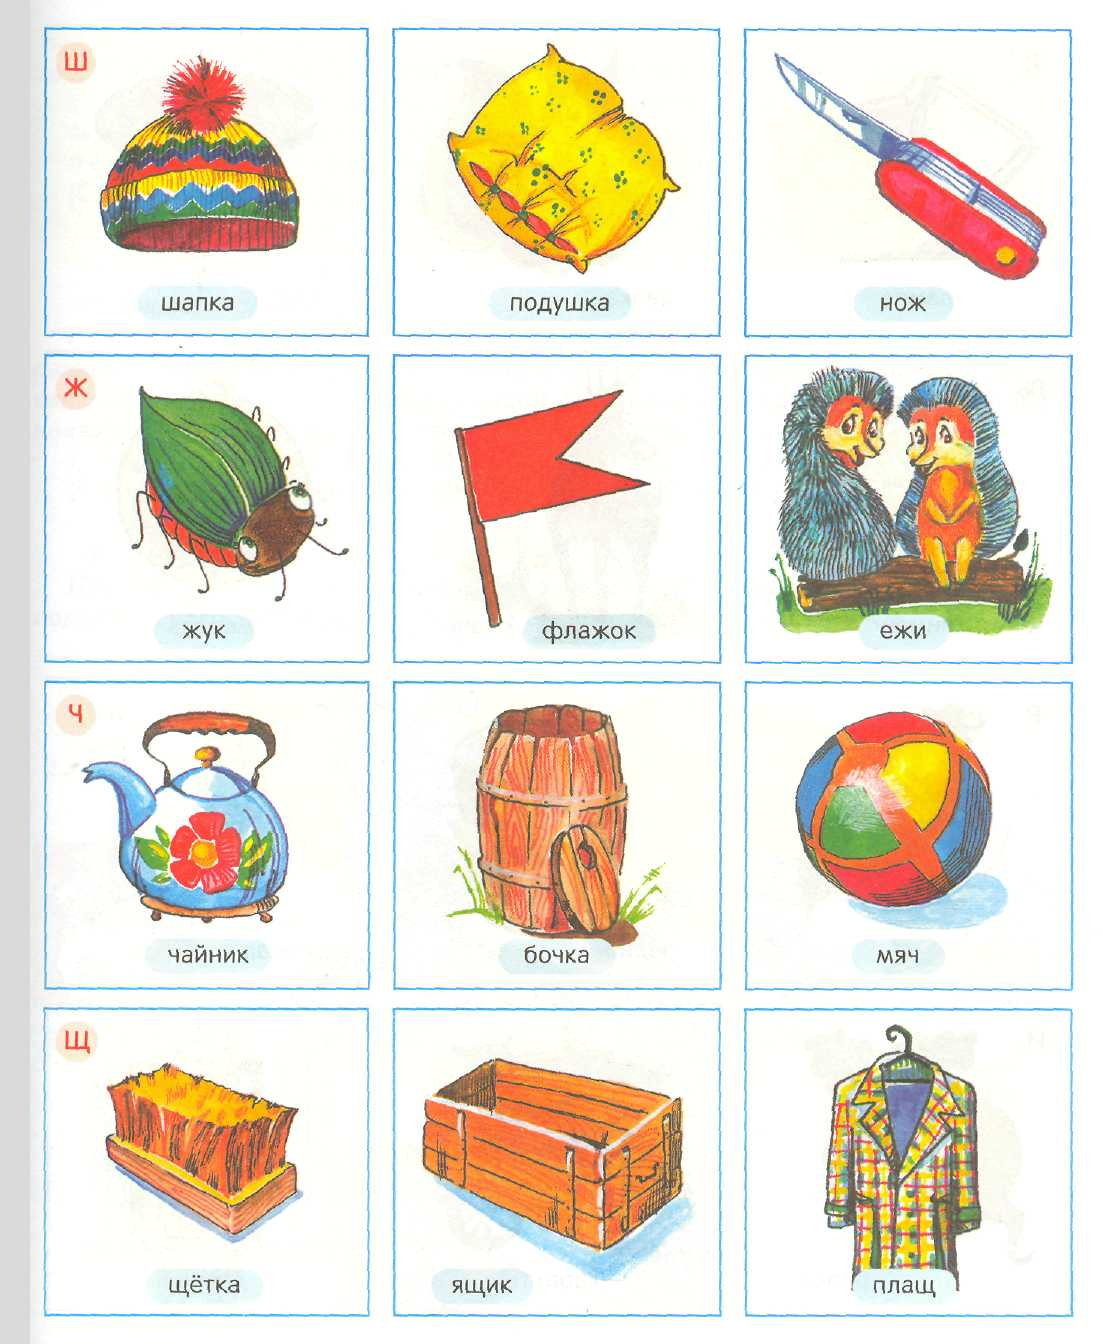 Ш
шапка
подушка
нож
Ж
жук
флажок
ежи
Ч
чайник
бочка
мяч
Щ
щётка
ящик
плащ